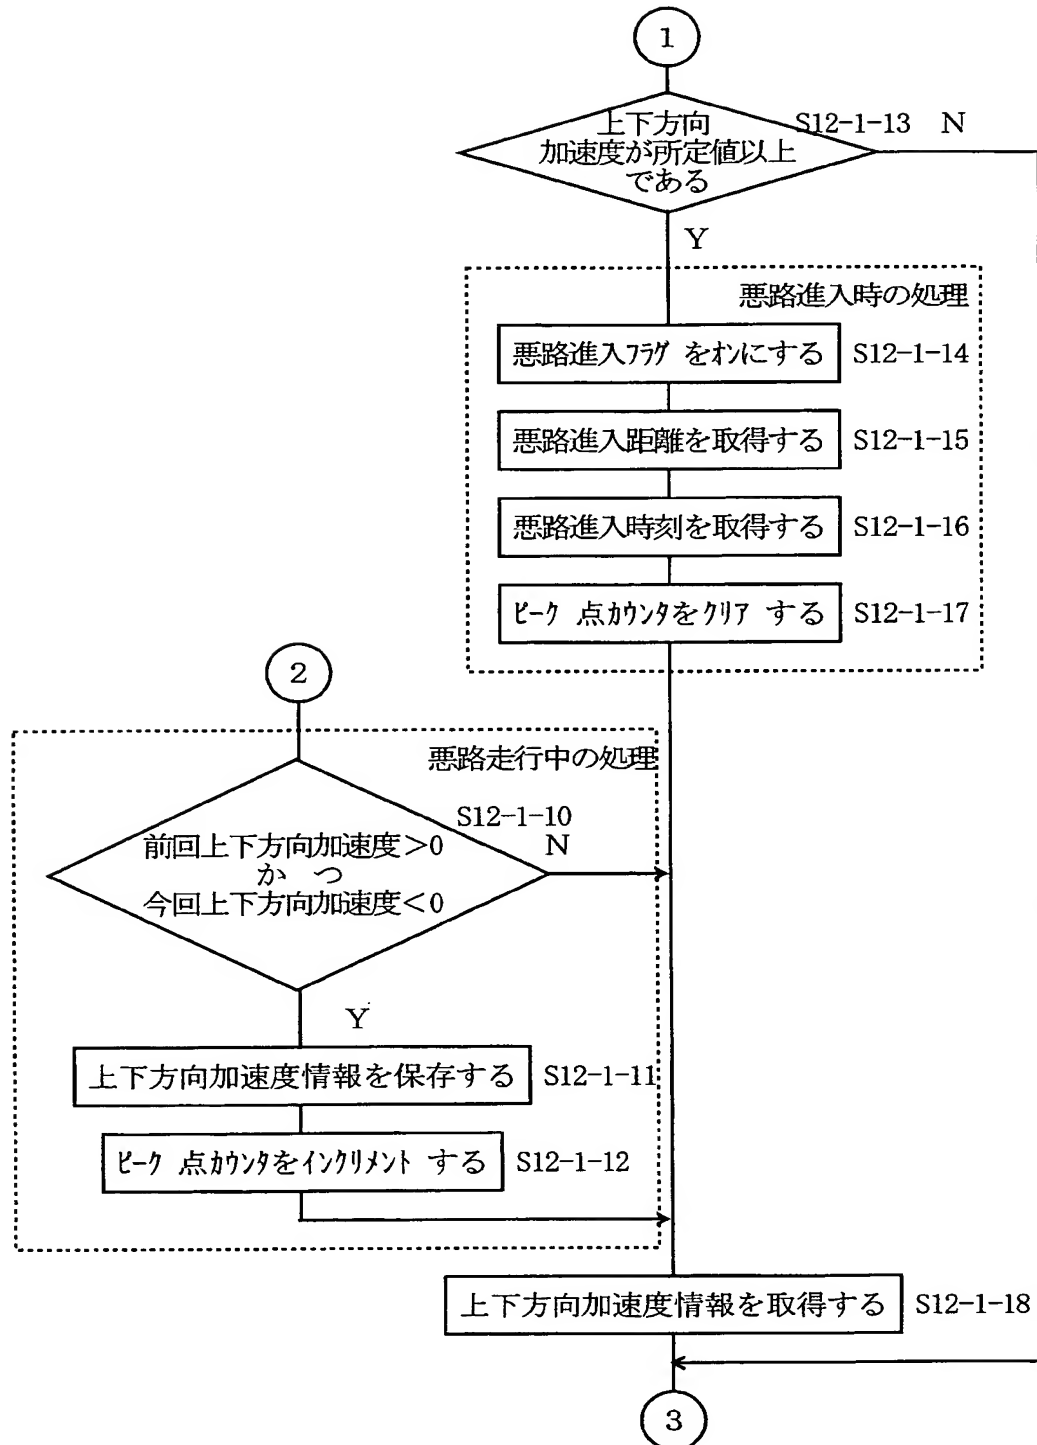 1
上下方向
加速度が所定値以上
である
S12-1-13 N
Y
悪路進入時の処理
悪路進入ﾌﾗｸﾞ をｵﾝにする S12-1-14
悪路進入距離を取得する S12-1-15
悪路進入時刻を取得する S12-1-16
ﾋﾟｰｸ 点ｶｳﾝﾀをｸﾘｱ する S12-1-17
2
悪路走行中の処理
S12-1-10
N
前回上下方向加速度＞0
か つ
今回上下方向加速度＜0
Y
上下方向加速度情報を保存する S12-1-11
ﾋﾟｰｸ 点ｶｳﾝﾀをｲﾝｸﾘﾒﾝﾄ する S12-1-12
上下方向加速度情報を取得する S12-1-18
3